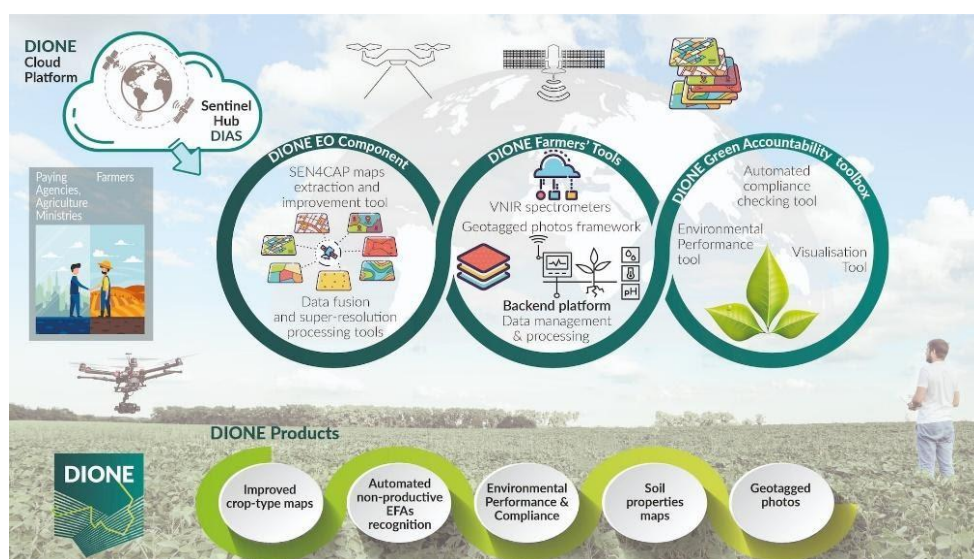 DIONE
Cloud
Platform
Sentinel
Hub
DIAS
Paying
Agencies,
Agriculture
Ministries
Farmers
DIONE EO Component
SEN4CAP maps
extraction and
improvement tool
Data fusion
and super-resolution
processing tools
DIONE Farmers' Tools
VNIR spectrometers
Geotagged photos framework
pH
Backend platform
Data management
& processing
DIONE Green Accountability toolbox
Automated
compliance
checking tool
Environmental
Performance
tool
Visualisation
Tool
DIONE Products
DIONE
Improved
crop-type maps
Automated
non-productive
EFAs
recognition
Environmental
Performance &
Compliance
Soil
properties
maps
Geotagged
photos